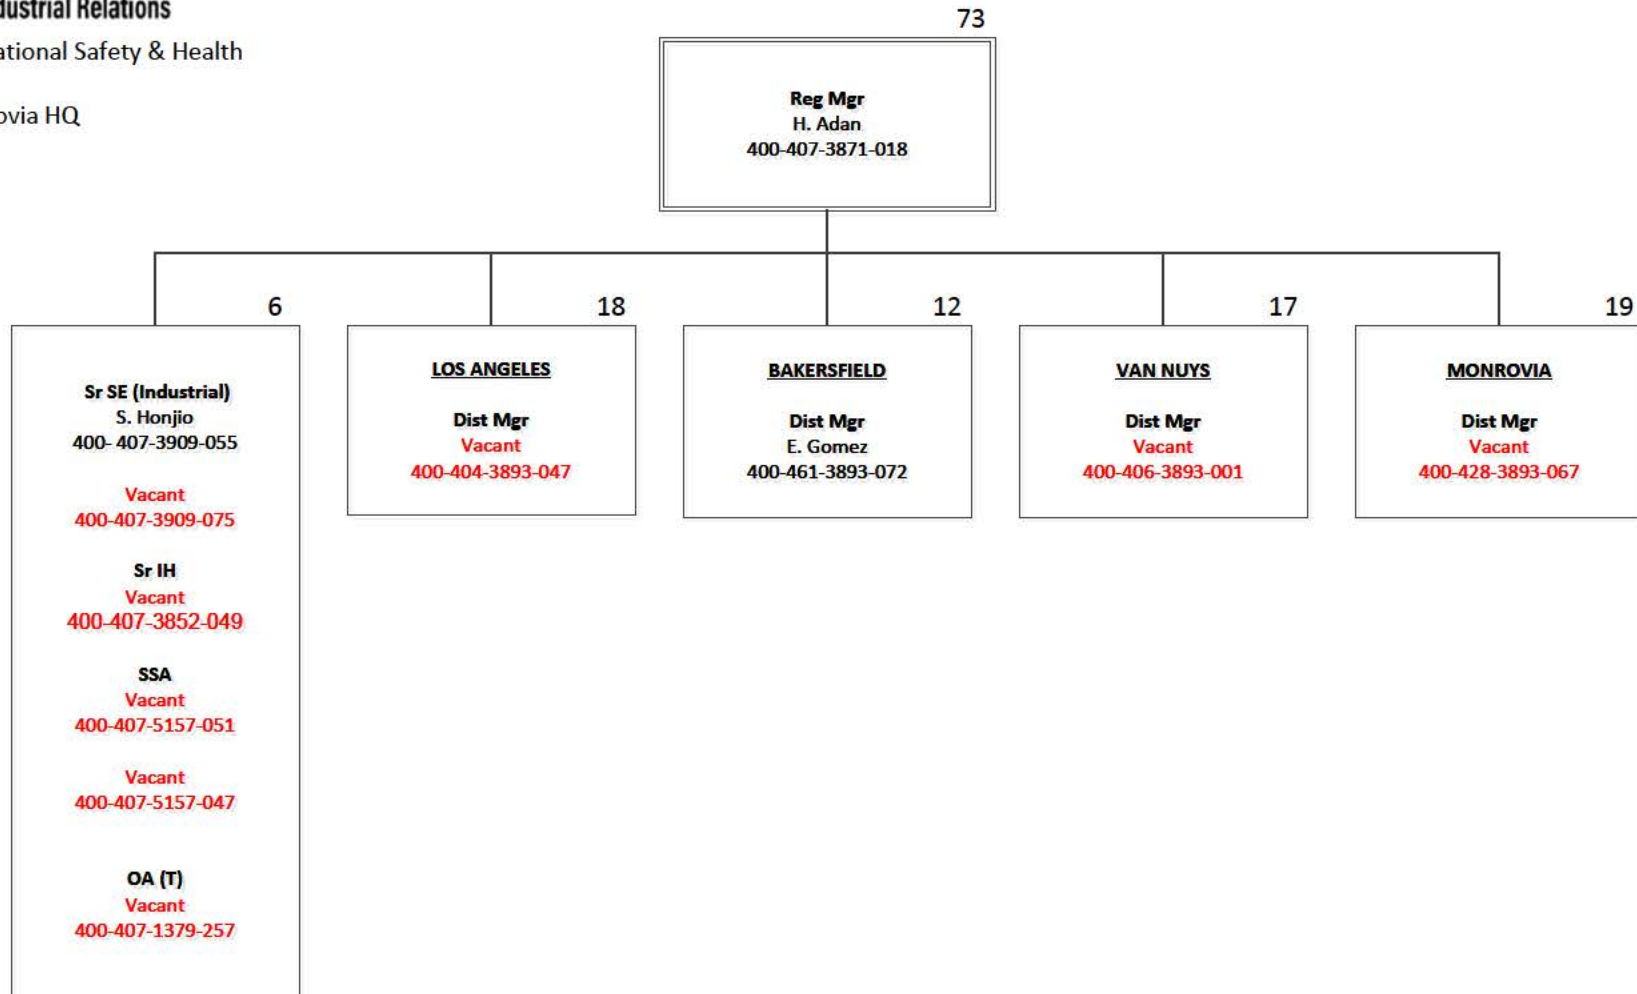 dustrial Relations
ational Safety & Health
ovia HQ
73
Reg Mgr
H. Adan
400-407-3871-018
6
Sr SE (Industrial)
S. Honjio
400- 407-3909-055
Vacant
400-407-3909-075
Sr IH
Vacant
400-407-3852-049
SSA
Vacant
400-407-5157-051
Vacant
400-407-5157-047
OA (T)
Vacant
400-407-1379-257
18
LOS ANGELES
Dist Mgr
Vacant
400-404-3893-047
12
BAKERSFIELD
Dist Mgr
E. Gomez
400-461-3893-072
17
VAN NUYS
Dist Mgr
Vacant
400-406-3893-001
19
MONROVIA
Dist Mgr
Vacant
400-428-3893-067